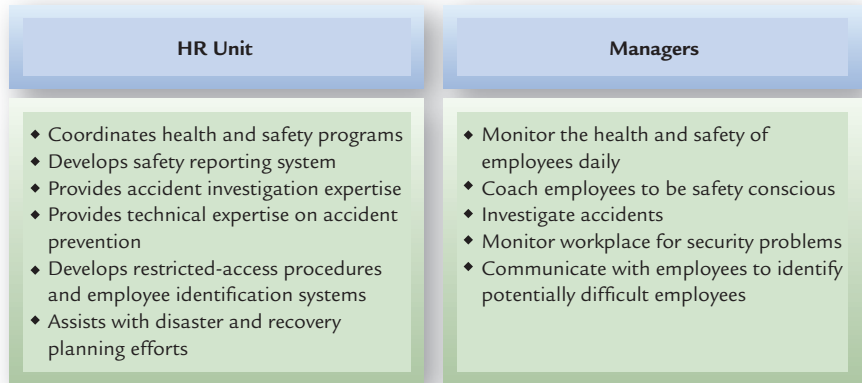 HR Unit
◆ Coordinates health and safety programs
◆ Develops safety reporting system
◆ Provides accident investigation expertise
◆ Provides technical expertise on accident
prevention
◆ Develops restricted-access procedures
and employee identification systems
◆ Assists with disaster and recovery
planning efforts
Managers
◆ Monitor the health and safety of
employees daily
◆ Coach employees to be safety conscious
◆ Investigate accidents
◆ Monitor workplace for security problems
◆ Communicate with employees to identify
potentially difficult employees